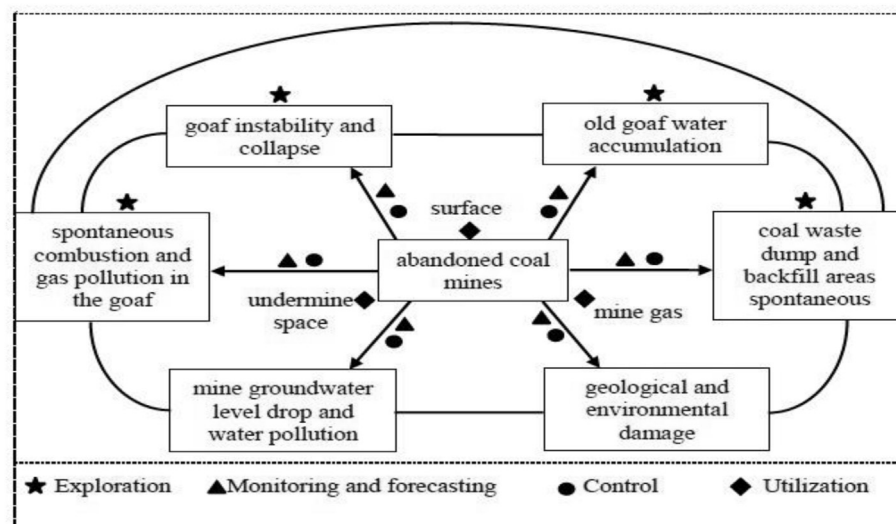 goaf instability and
collapse
old goaf water
accumulation
surface
spontaneous
combustion and
gas pollution in
the goaf
abandoned coal
mines
coal waste
dump and
backfill areas
spontaneous
undermine
space
mine gas
mine groundwater
level drop and
water pollution
geological and
environmental
damage
Exploration Monitoring and forecasting Control Utilization